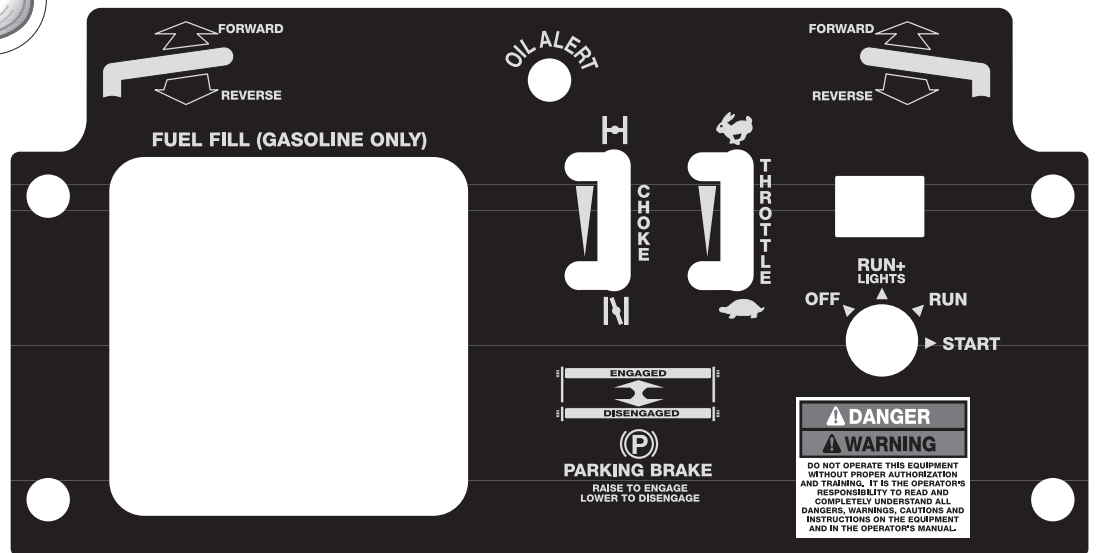 FORWARD
REVERSE
OIL ALERT
FORWARD
REVERSE
FUEL FILL (GASOLINE ONLY)
CHOKE
THROTTLE
OFF
RUN+
LIGHTS
RUN
START
ENGAGED
DISENGAGED
(P)
PARKING BRAKE
RAISE TO ENGAGE
LOWER TO DISENGAGE
DANGER
WARNING
DO NOT OPERATE THIS EQUIPMENT
WITHOUT PROPER AUTHORIZATION
AND TRAINING. IT IS THE OPERATOR'S
RESPONSIBILITY TO READ AND
COMPLETELY UNDERSTAND ALL
DANGERS, WARNINGS, CAUTIONS AND
INSTRUCTIONS ON THE EQUIPMENT
AND IN THE OPERATOR'S MANUAL.